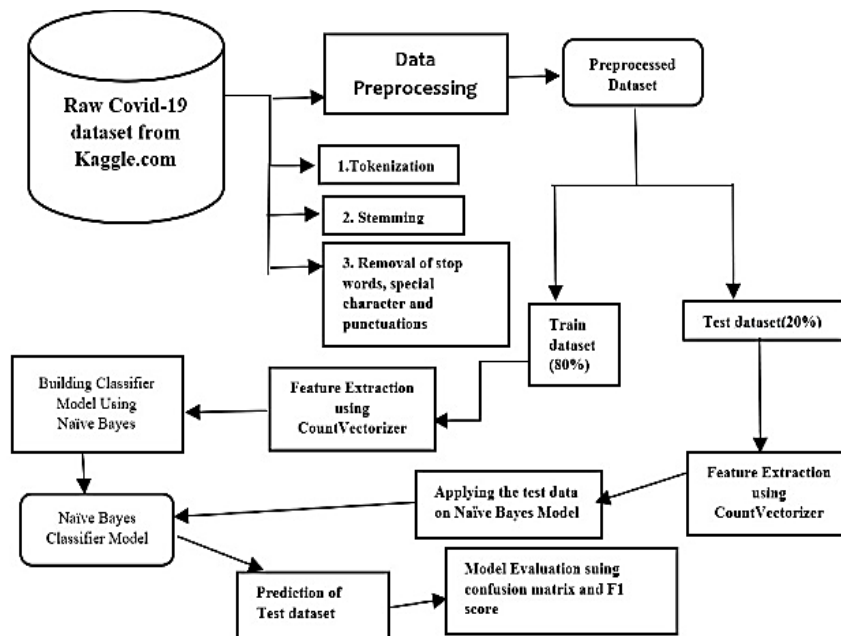 Raw Covid-19
dataset from
Kaggle.com
Data
Preprocessing
Preprocessed
Dataset
1.Tokenization
2. Stemming
3. Removal of stop
words, special
character and
punctuations
Train
dataset
(80%)
Test dataset(20%)
Building Classifier
Model Using
Naïve Bayes
Feature Extraction
using
CountVectorizer
Feature Extraction
using
CountVectorizer
Applying the test data
on Naïve Bayes Model
Naïve Bayes
Classifier Model
Prediction of
Test dataset
Model Evaluation suing
confusion matrix and F1
score